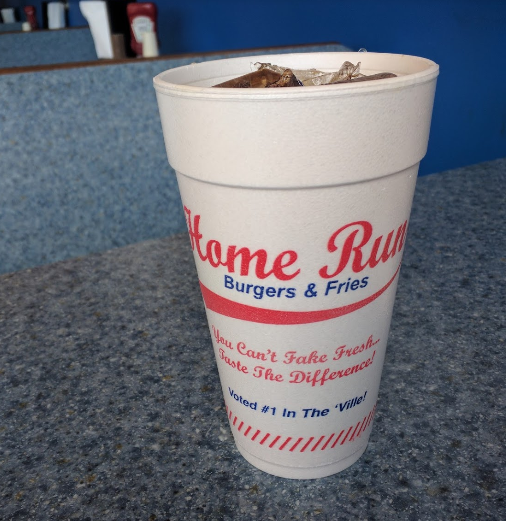 Home Run
Burgers & Fries
You Can't Fake Fresh...
Taste The Difference!
Voted #1 In The 'Ville!